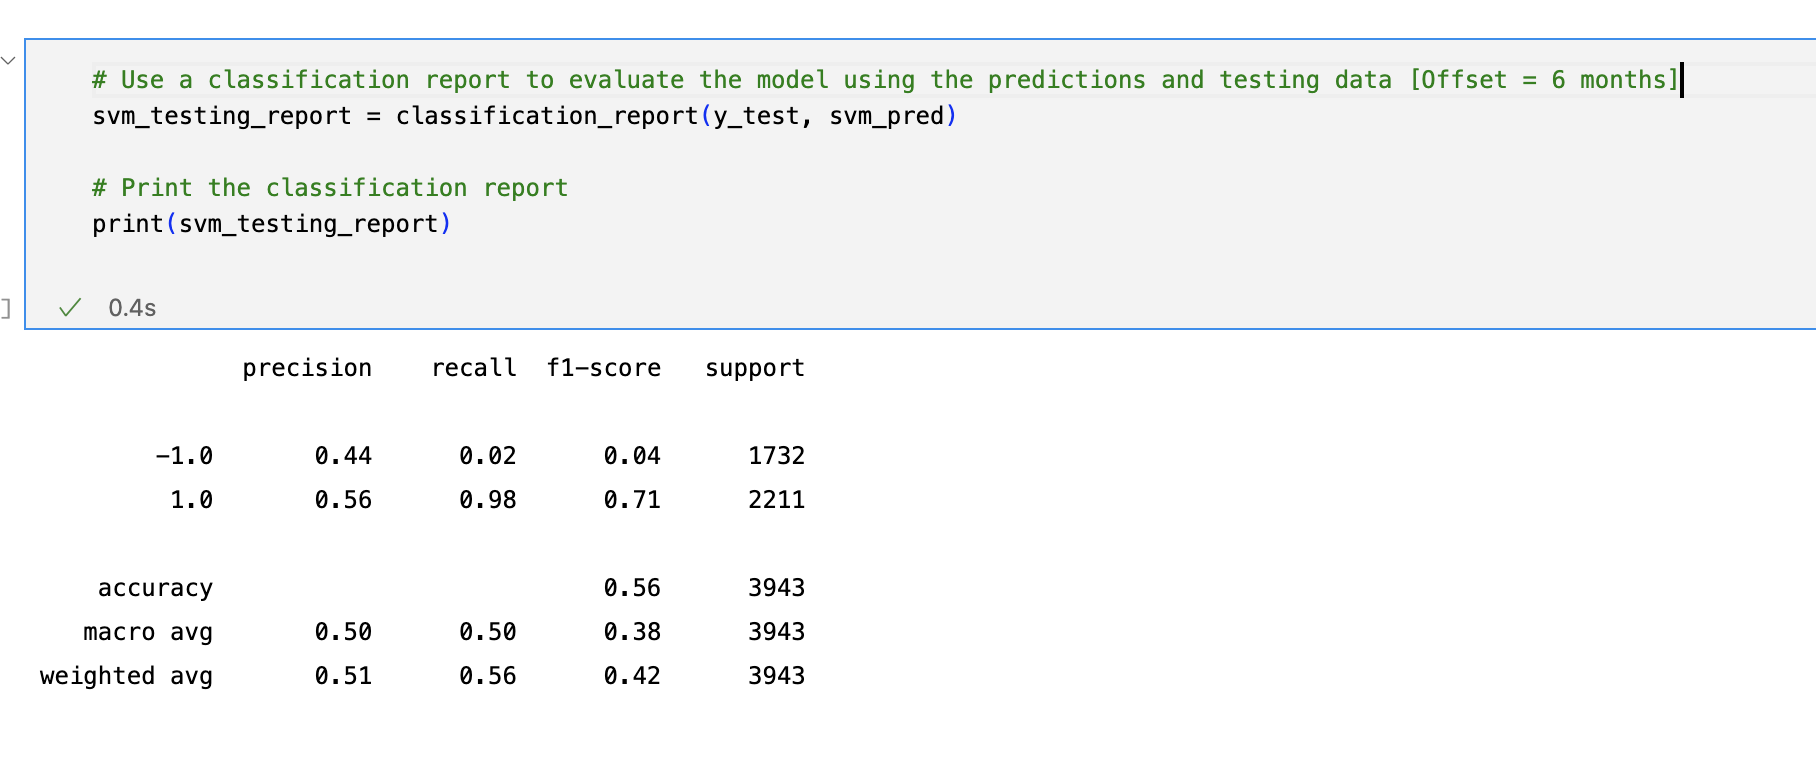 # Use a classification report to evaluate the model using the predictions and testing data [Offset = 6 months]
svm_testing_report = classification_report(y_test, svm_pred)
# Print the classification report
print(svm_testing_report)
]
0.4s
precision recall f1-score support
-1.0 0.44 0.02 0.04 1732
1.0 0.56 0.98 0.71 2211
accuracy 0.56 3943
macro avg 0.50 0.50 0.38 3943
weighted avg 0.51 0.56 0.42 3943